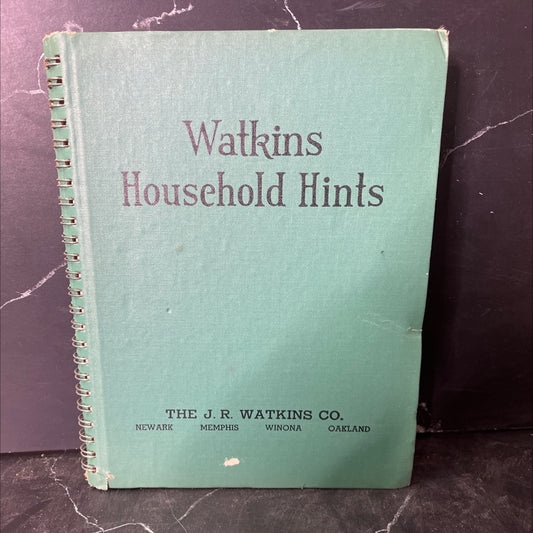 Watkins
Household Hints
THE J. R. WATKINS CO.
NEWARK MEMPHIS WINONA OAKLAND